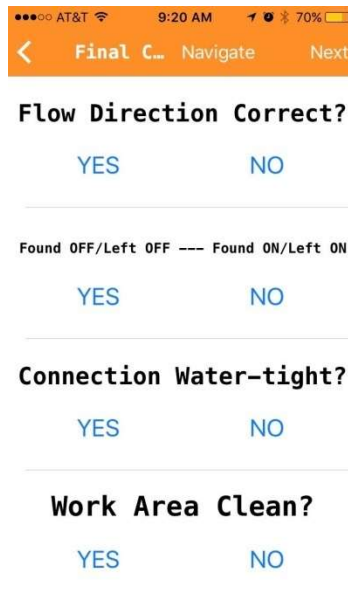 AT&T 9:20 AM 70%
Final C… Navigate Next
Flow Direction Correct?
YES NO
Found OFF/Left OFF --- Found ON/Left ON
YES NO
Connection Water-tight?
YES NO
Work Area Clean?
YES NO